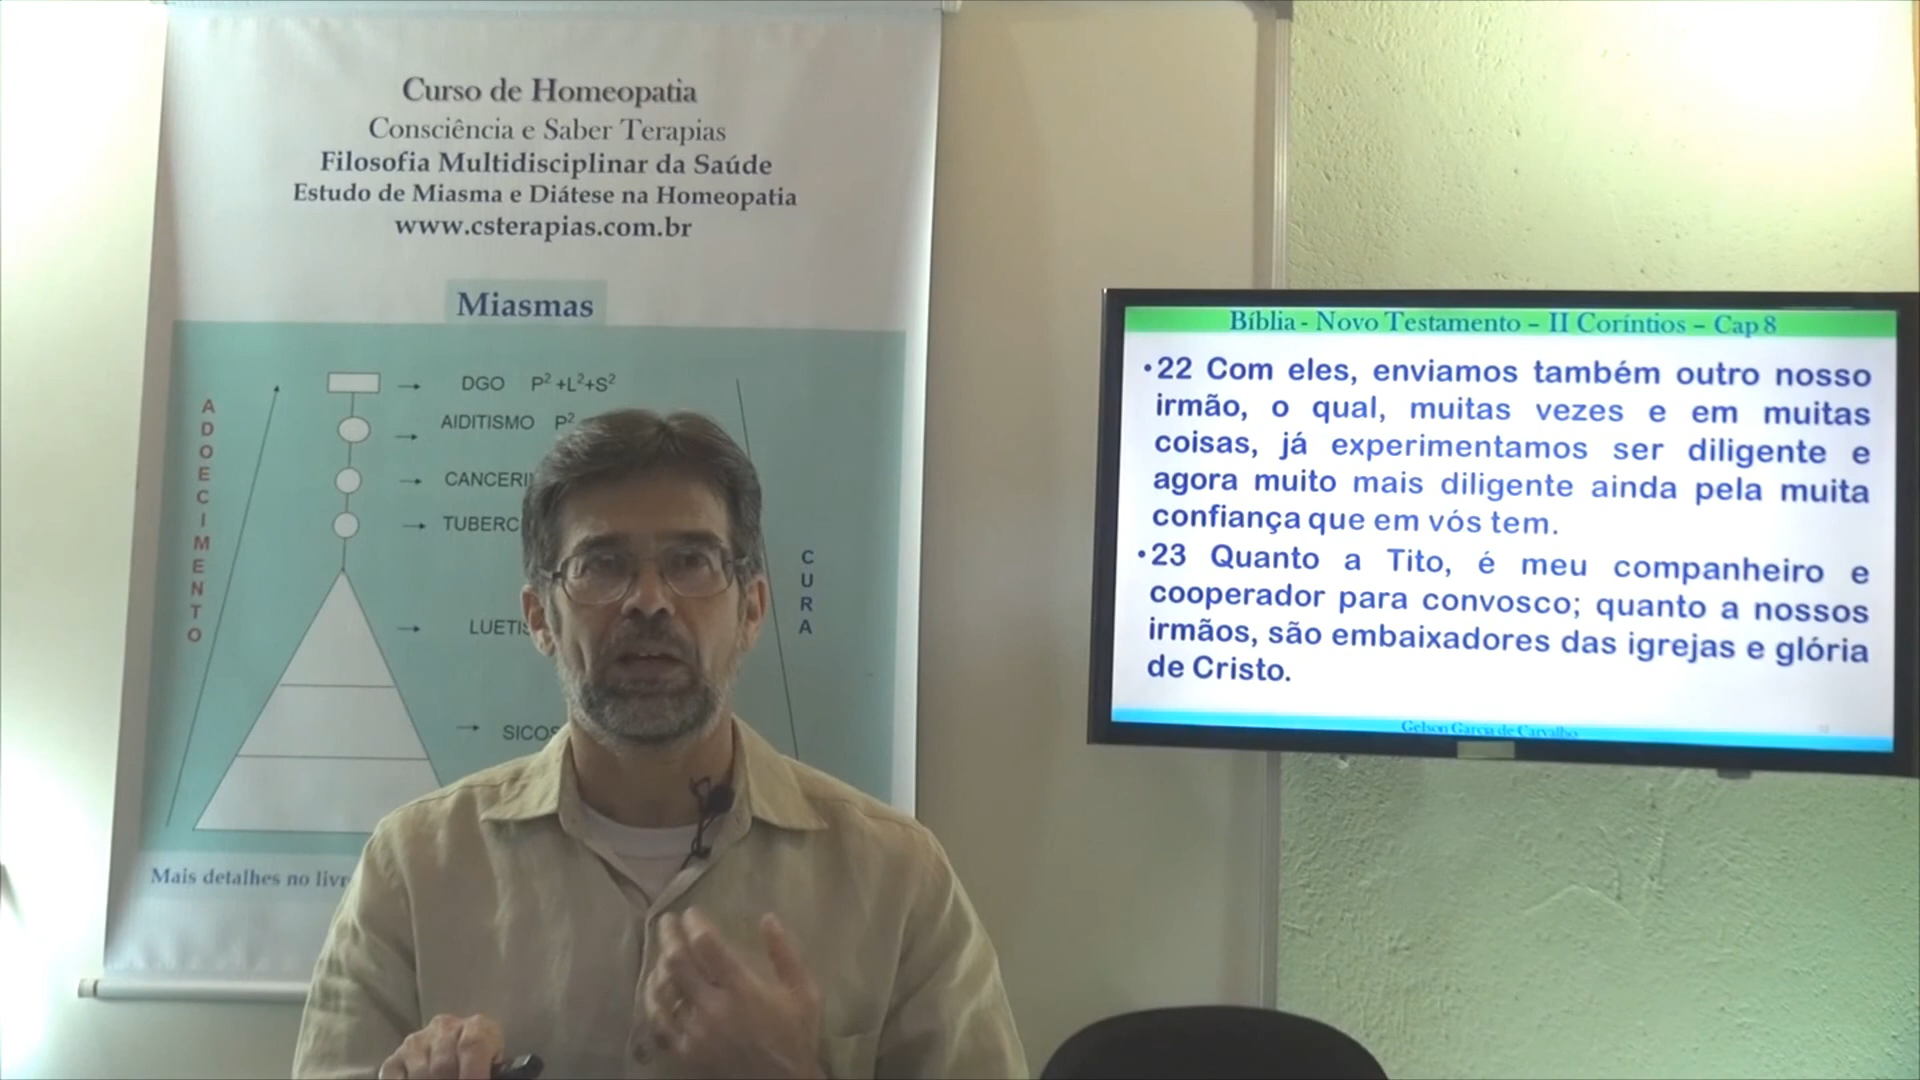 Curso de Homeopatia
Consciência e Saber Terapias
Filosofia Multidisciplinar da Saúde
Estudo de Miasma e Diátese na Homeopatia
www.csterapias.com.br
Miasmas
ADOECIMENTO
DGO P²+L²+S²
AIDITISMO P²
CANCERI
TUBERC
LUETIS
SICOS
CURA
Mais detalhes no livr
Bíblia - Novo Testamento – II Coríntios – Cap 8
•22 Com eles, enviamos também outro nosso
irmão, o qual, muitas vezes e em muitas
coisas, já experimentamos ser diligente e
agora muito mais diligente ainda pela muita
confiança que em vós tem.
•23 Quanto a Tito, é meu companheiro e
cooperador para convosco; quanto a nossos
irmãos, são embaixadores das igrejas e glória
de Cristo.
Gelson Garcia de Carvalho